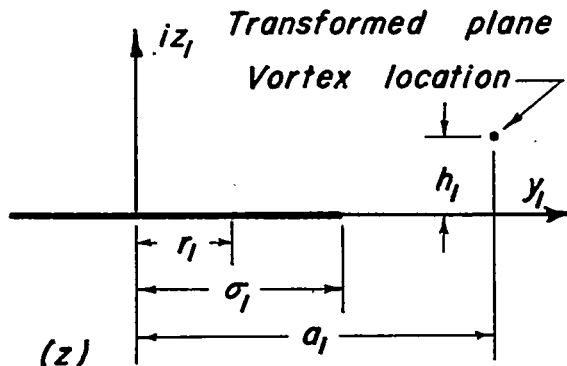 iz₁ Transformed plane
Vortex location
h₁
y₁
r₁
σ₁
a₁
(z)